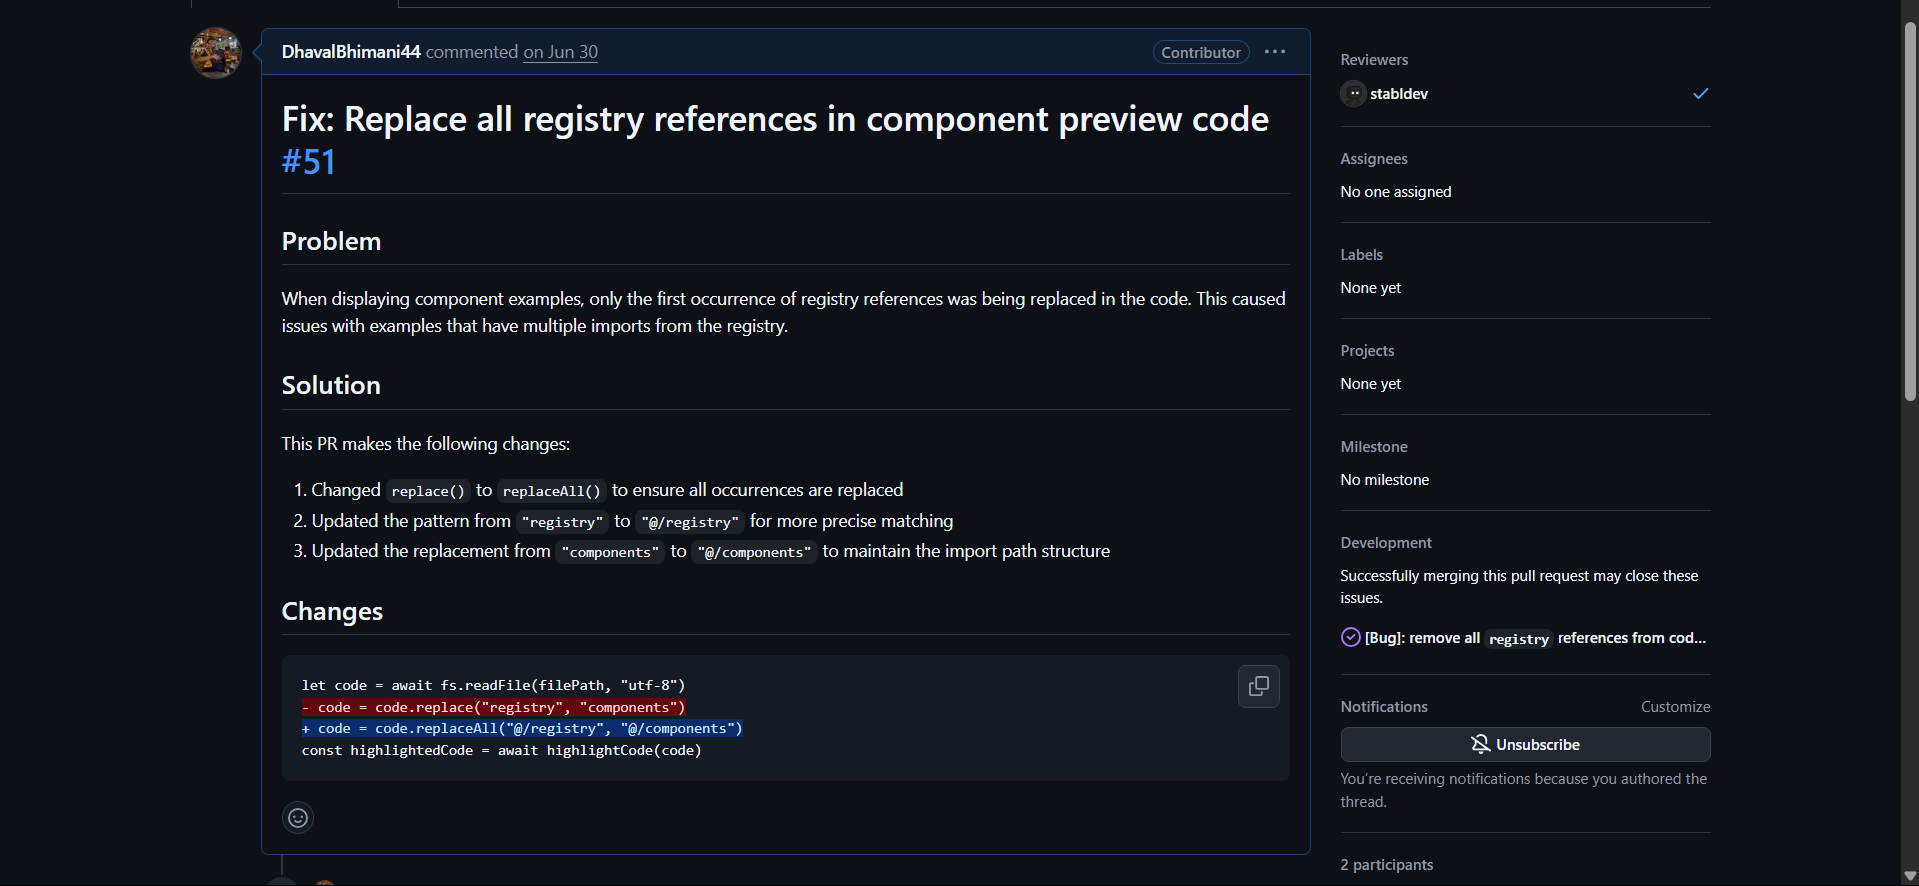 DhavalBhimani44 commented on Jun 30
Contributor
Fix: Replace all registry references in component preview code
#51
Problem
When displaying component examples, only the first occurrence of registry references was being replaced in the code. This caused
issues with examples that have multiple imports from the registry.
Solution
This PR makes the following changes:
1. Changed replace() to replaceAll() to ensure all occurrences are replaced
2. Updated the pattern from "registry" to "@/registry" for more precise matching
3. Updated the replacement from "components" to "@/components" to maintain the import path structure
Changes
let code = await fs.readFile(filePath, "utf-8")
- code = code.replace("registry", "components")
+ code = code.replaceAll("@/registry", "@/components")
const highlightedCode = await highlightCode(code)
Reviewers
stabldev
Assignees
No one assigned
Labels
None yet
Projects
None yet
Milestone
No milestone
Development
Successfully merging this pull request may close these
issues.
[Bug]: remove all registry references from cod...
Notifications
Customize
Unsubscribe
You're receiving notifications because you authored the
thread.
2 participants